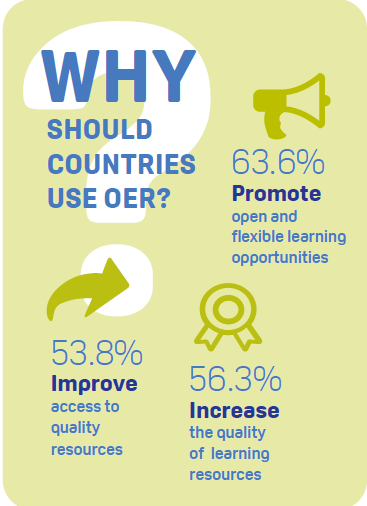 WHY
SHOULD
COUNTRIES
USE OER?
63.6%
Promote
open and
flexible learning
opportunities
53.8%
Improve
access to
quality
resources
56.3%
Increase
the quality
of learning
resources